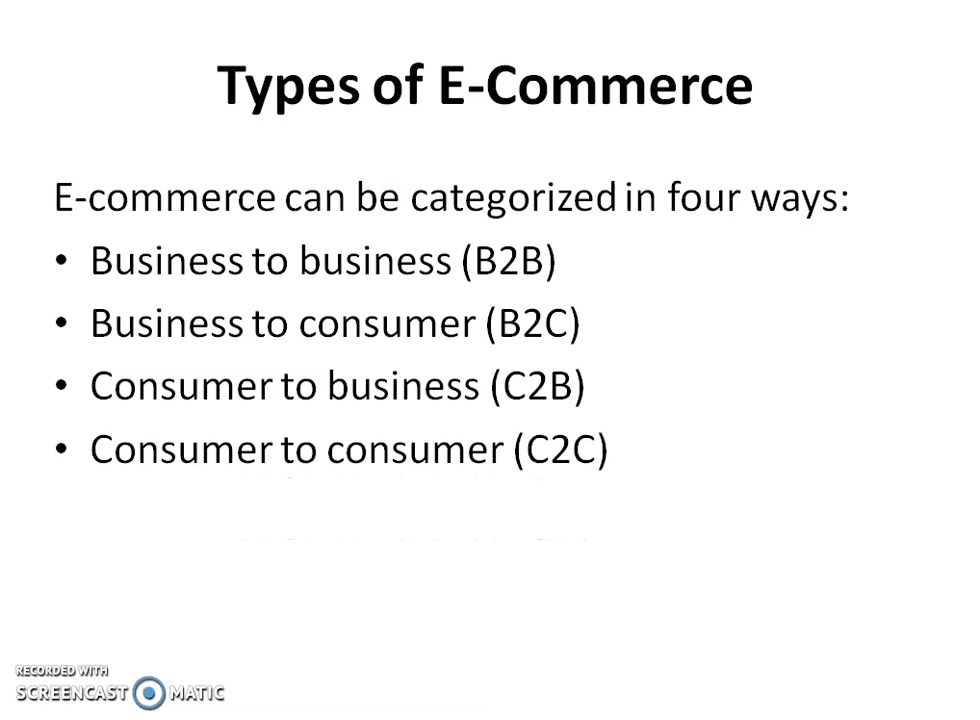 Types of E-Commerce
E-commerce can be categorized in four ways:
• Business to business (B2B)
• Business to consumer (B2C)
• Consumer to business (C2B)
• Consumer to consumer (C2C)
RECORDED WITH
SCREENCAST MATIC